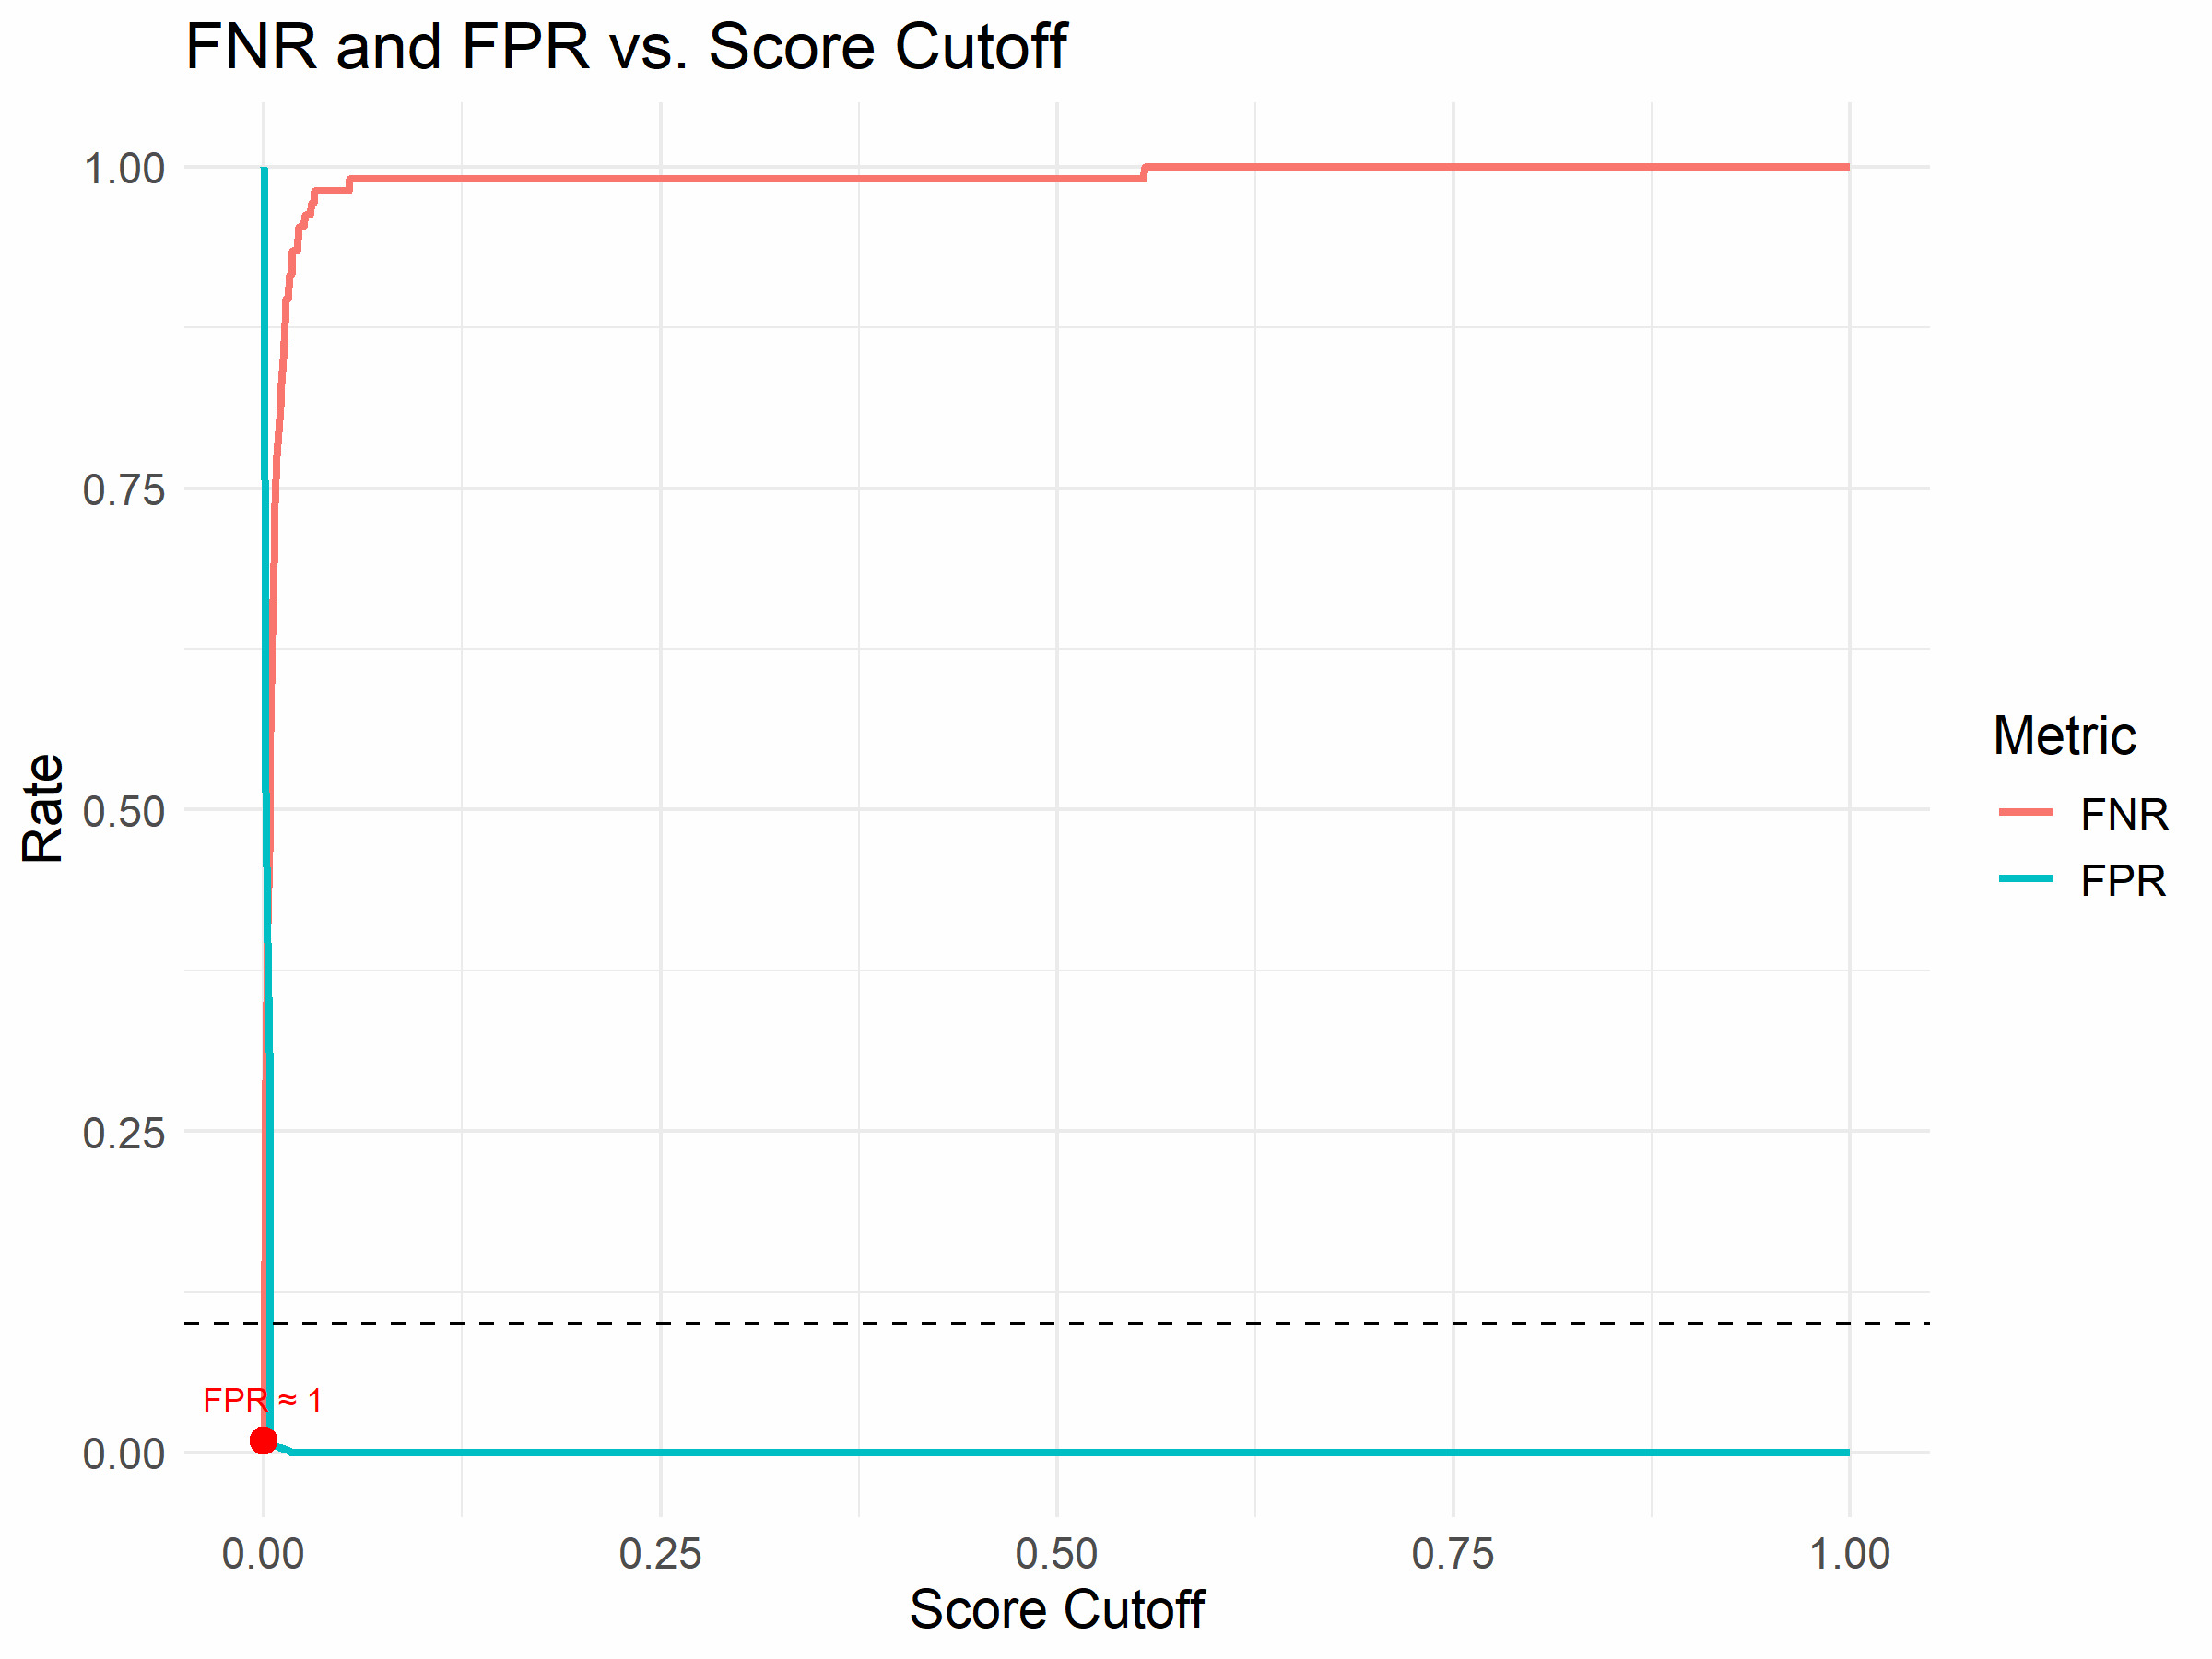 FNR and FPR vs. Score Cutoff
1.00
0.75
0.50
0.25
0.00
Rate
FPR ≈ 1
0.00 0.25 0.50 0.75 1.00
Score Cutoff
Metric
FNR
FPR